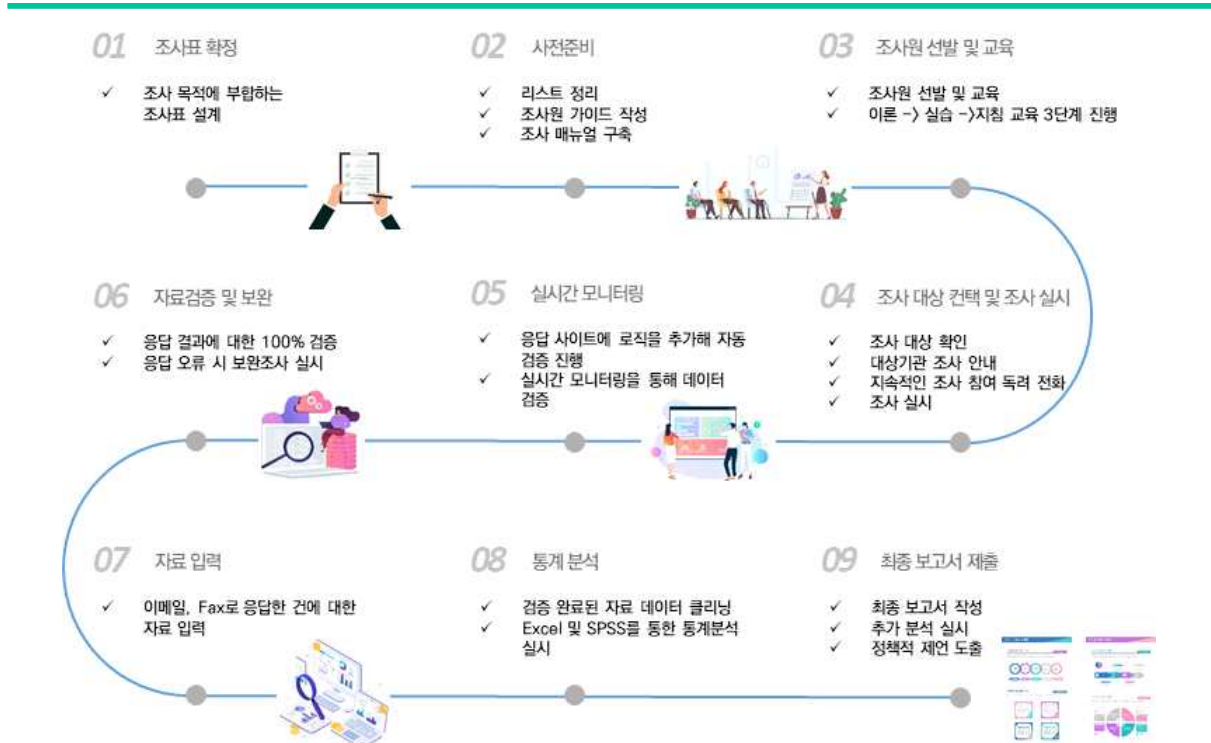 01 조사표 확정
✓ 조사 목적에 부합하는
조사표 설계
02 사전준비
✓ 리스트 정리
✓ 조사원 가이드 작성
✓ 조사 매뉴얼 구축
03 조사원 선발 및 교육
✓ 조사원 선발 및 교육
✓ 이론 -> 실습 ->지침 교육 3단계 진행
04 조사 대상 컨택 및 조사 실시
✓ 조사 대상 확인
✓ 대상기관 조사 안내
✓ 지속적인 조사 참여 독려 전화
✓ 조사 실시
05 실시간 모니터링
✓ 응답 사이트에 로직을 추가해 자동
검증 진행
✓ 실시간 모니터링을 통해 데이터
검증
06 자료검증 및 보완
✓ 응답 결과에 대한 100% 검증
✓ 응답 오류 시 보완조사 실시
07 자료 입력
✓ 이메일, Fax로 응답한 건에 대한
자료 입력
08 통계 분석
✓ 검증 완료된 자료 데이터 클리닝
✓ Excel 및 SPSS를 통한 통계분석
실시
09 최종 보고서 제출
✓ 최종 보고서 작성
✓ 추가 분석 실시
✓ 정책적 제언 도출